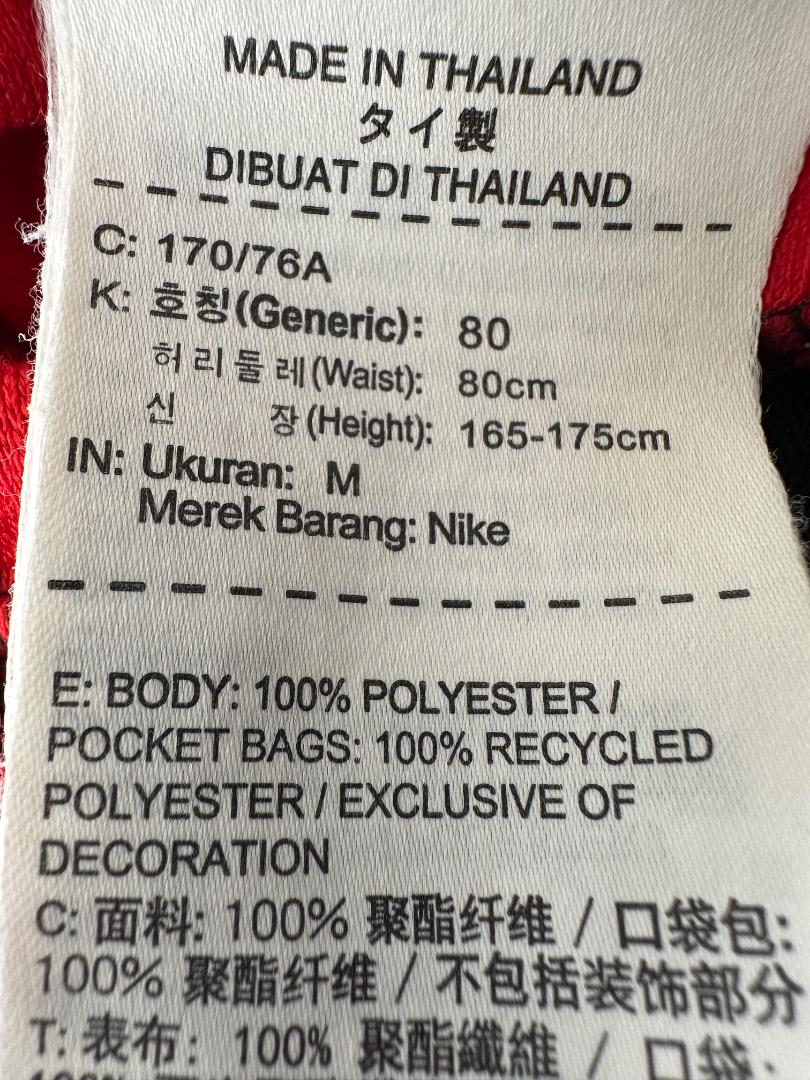 MADE IN THAILAND
タイ製
DIBUAT DI THAILAND
C: 170/76A
K: 호칭(Generic): 80
허리둘레(Waist): 80cm
신 장(Height): 165-175cm
IN: Ukuran: M
Merek Barang: Nike
E: BODY: 100% POLYESTER /
POCKET BAGS: 100% RECYCLED
POLYESTER / EXCLUSIVE OF
DECORATION
C: 面料: 100% 聚酯纤维 / 口袋包:
100% 聚酯纤维 / 不包括装饰部分
T: 表布: 100% 聚酯纖維 / 口袋